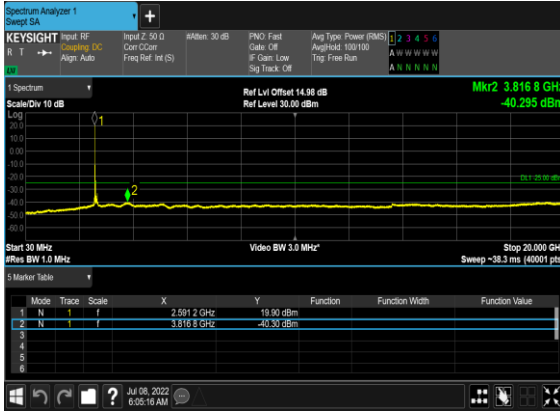 Spectrum Analyzer 1
Swept SA
+
KEYSIGHT Input: RF Input Z: 50 Ω #Atten: 30 dB PNO: Fast Avg Type: Power (RMS) 1 2 3 4 5 6
R T Coupling: DC Corr CCorr Gate: Off Avg|Hold: 100/100 A W W W W W
Align: Auto Freq Ref: Int (S) IF Gain: Low Trig: Free Run
Sig Track: Off A N N N N N
1 Spectrum Ref Lvl Offset 14.98 dB Mkr2 3.816 8 GHz
Scale/Div 10 dB Ref Level 30.00 dBm -40.295 dBm
Log
20.0
10.0
0.00
-10.0
-20.0
-30.0
-40.0
-50.0
-60.0
1
2
DL1 -25.00 dBm
Start 30 MHz Video BW 3.0 MHz* Stop 20.000 GHz
#Res BW 1.0 MHz Sweep ~38.3 ms (40001 pts)
5 Marker Table
Mode Trace Scale X Y Function Function Width Function Value
1 N 1 f 2.591 2 GHz 19.90 dBm
2 N 1 f 3.816 8 GHz -40.30 dBm
3
4
5
6
? Jul 08, 2022
6:05:16 AM